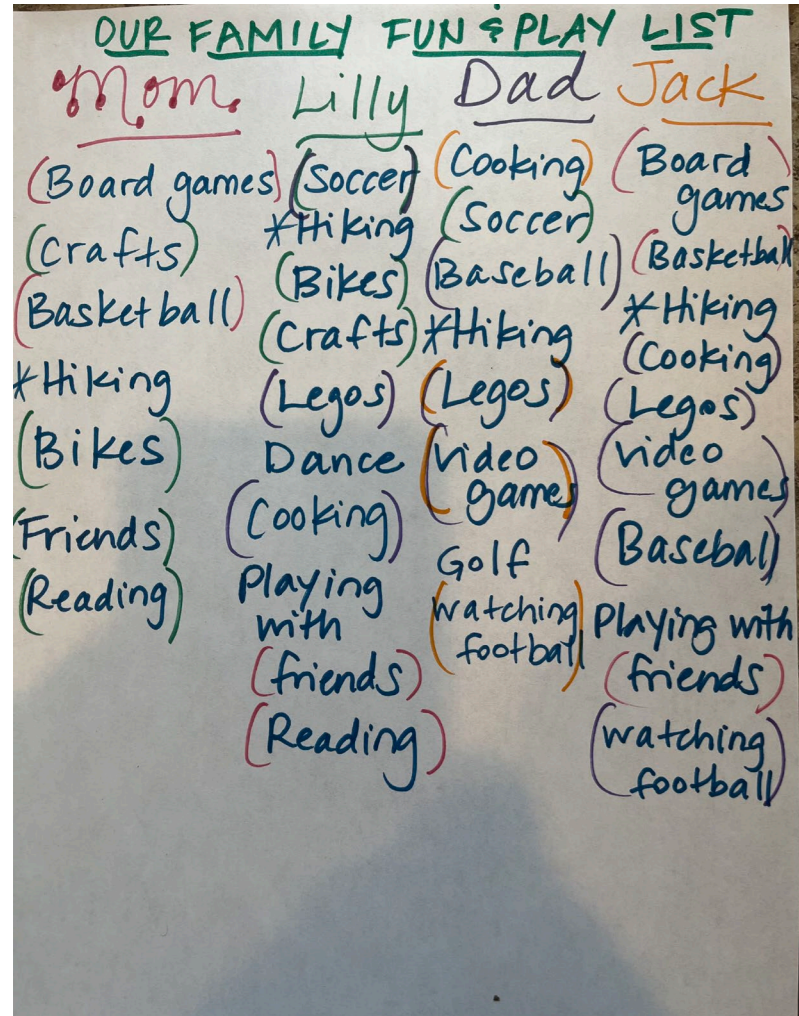 OUR FAMILY FUN & PLAY LIST
Mom
(Board games)
(Crafts)
(Basketball)
*Hiking
(Bikes)
(Friends)
(Reading)
Lilly
(Soccer)
*Hiking
(Bikes)
(Crafts)
(Legos)
Dance
(Cooking)
Playing
with
(friends)
(Reading)
Dad
(Cooking)
(Soccer)
(Baseball)
*Hiking
(Legos)
(Video
games)
Golf
(watching
football)
Jack
(Board
games)
(Basketball
*Hiking
(Cooking)
(Legos)
(Video
games)
(Baseball)
Playing with
(friends)
(watching
football)